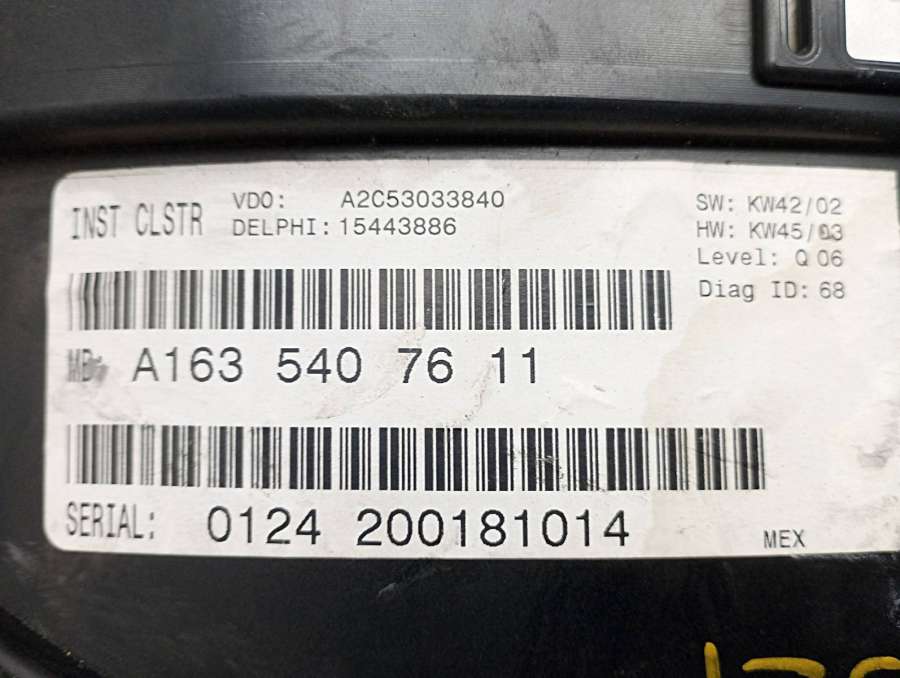 INST CLSTR
VDO: A2C53033840
DELPHI: 15443886
SW: KW42/02
HW: KW45/03
Level: Q 06
Diag ID: 68
MB: A163 540 76 11
SERIAL: 0124 200181014
MEX